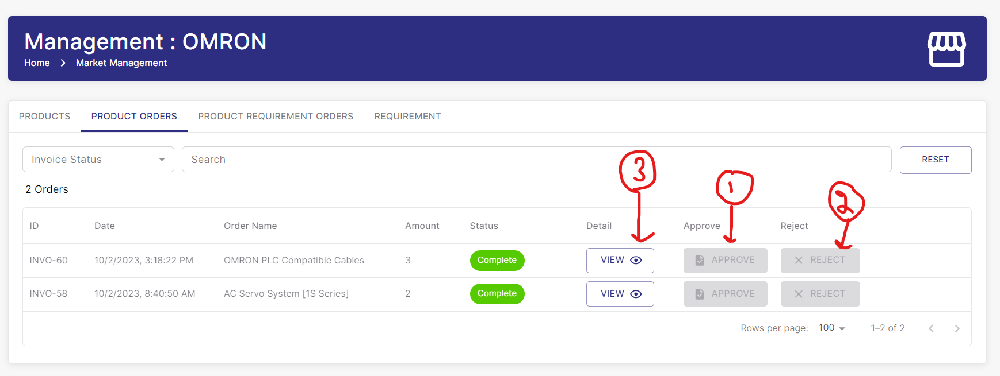 Management : OMRON
Home > Market Management
PRODUCTS PRODUCT ORDERS PRODUCT REQUIREMENT ORDERS REQUIREMENT
Invoice Status Search RESET
3 1 2
2 Orders
ID Date Order Name Amount Status Detail Approve Reject
INVO-60 10/2/2023, 3:18:22 PM OMRON PLC Compatible Cables 3 Complete VIEW APPROVE REJECT
INVO-58 10/2/2023, 8:40:50 AM AC Servo System [1S Series] 2 Complete VIEW APPROVE REJECT
Rows per page: 100 1–2 of 2